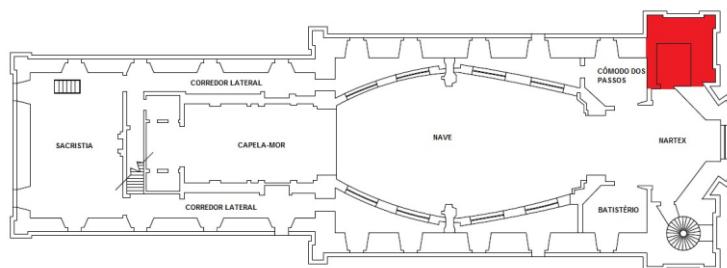 CORREDOR LATERAL
CÔMODO DOS
PASSOS
SACRISTIA
CAPELA-MOR
NAVE
NARTEX
CORREDOR LATERAL
BATISTÉRIO